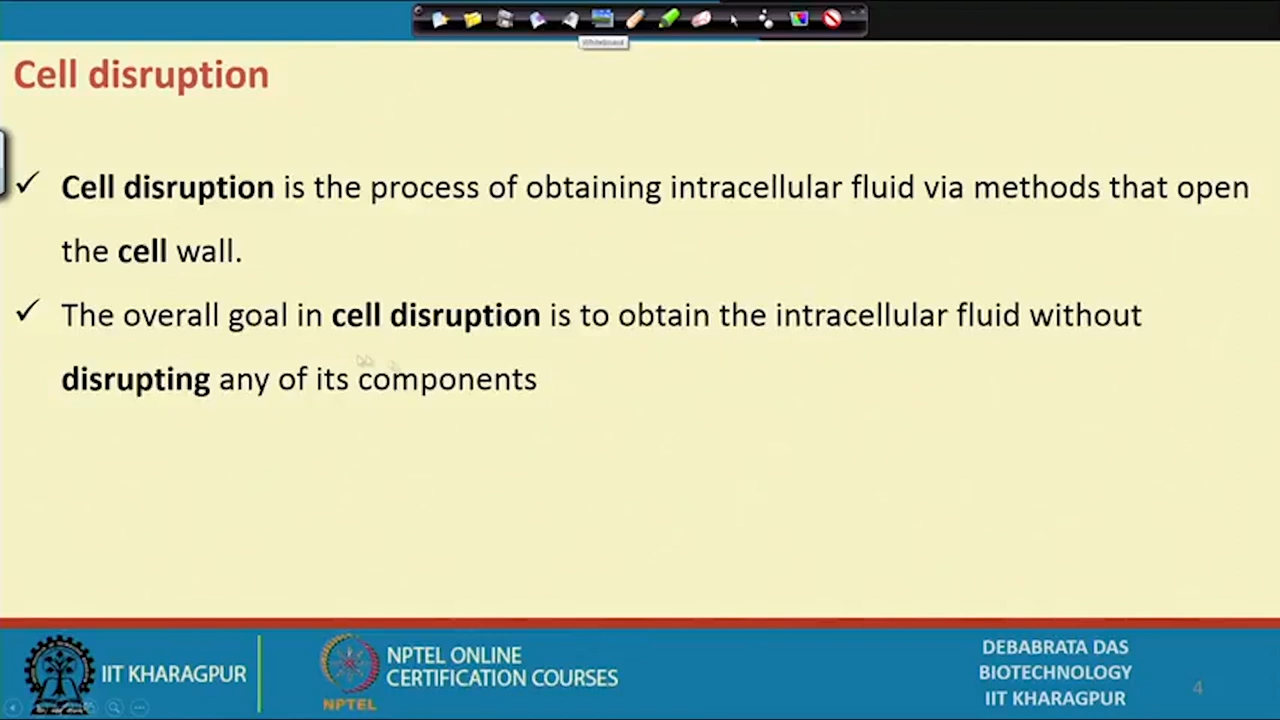 Whiteboard
Cell disruption
✓ Cell disruption is the process of obtaining intracellular fluid via methods that open
the cell wall.
✓ The overall goal in cell disruption is to obtain the intracellular fluid without
disrupting any of its components
IIT KHARAGPUR
NPTEL
NPTEL ONLINE
CERTIFICATION COURSES
DEBABRATA DAS
BIOTECHNOLOGY
IIT KHARAGPUR
4